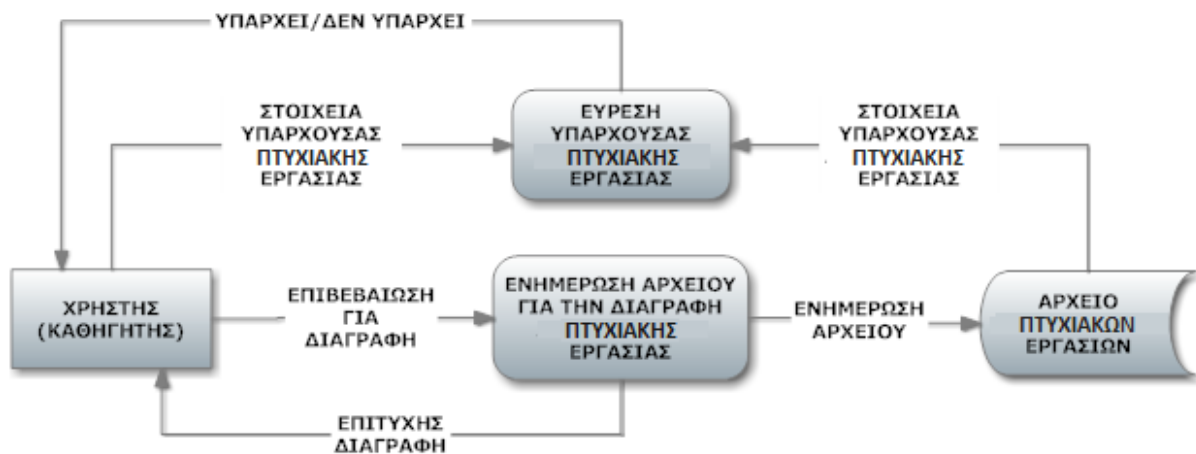 ΥΠΑΡΧΕΙ/ΔΕΝ ΥΠΑΡΧΕΙ
ΣΤΟΙΧΕΙΑ
ΥΠΑΡΧΟΥΣΑΣ
ΠΤΥΧΙΑΚΗΣ
ΕΡΓΑΣΙΑΣ
ΕΥΡΕΣΗ
ΥΠΑΡΧΟΥΣΑΣ
ΠΤΥΧΙΑΚΗΣ
ΕΡΓΑΣΙΑΣ
ΣΤΟΙΧΕΙΑ
ΥΠΑΡΧΟΥΣΑΣ
ΠΤΥΧΙΑΚΗΣ
ΕΡΓΑΣΙΑΣ
ΧΡΗΣΤΗΣ
(ΚΑΘΗΓΗΤΗΣ)
ΕΠΙΒΕΒΑΙΩΣΗ
ΓΙΑ
ΔΙΑΓΡΑΦΗ
ΕΝΗΜΕΡΩΣΗ ΑΡΧΕΙΟΥ
ΓΙΑ ΤΗΝ ΔΙΑΓΡΑΦΗ
ΠΤΥΧΙΑΚΗΣ
ΕΡΓΑΣΙΑΣ
ΕΝΗΜΕΡΩΣΗ
ΑΡΧΕΙΟΥ
ΑΡΧΕΙΟ
ΠΤΥΧΙΑΚΩΝ
ΕΡΓΑΣΙΩΝ
ΕΠΙΤΥΧΗΣ
ΔΙΑΓΡΑΦΗ